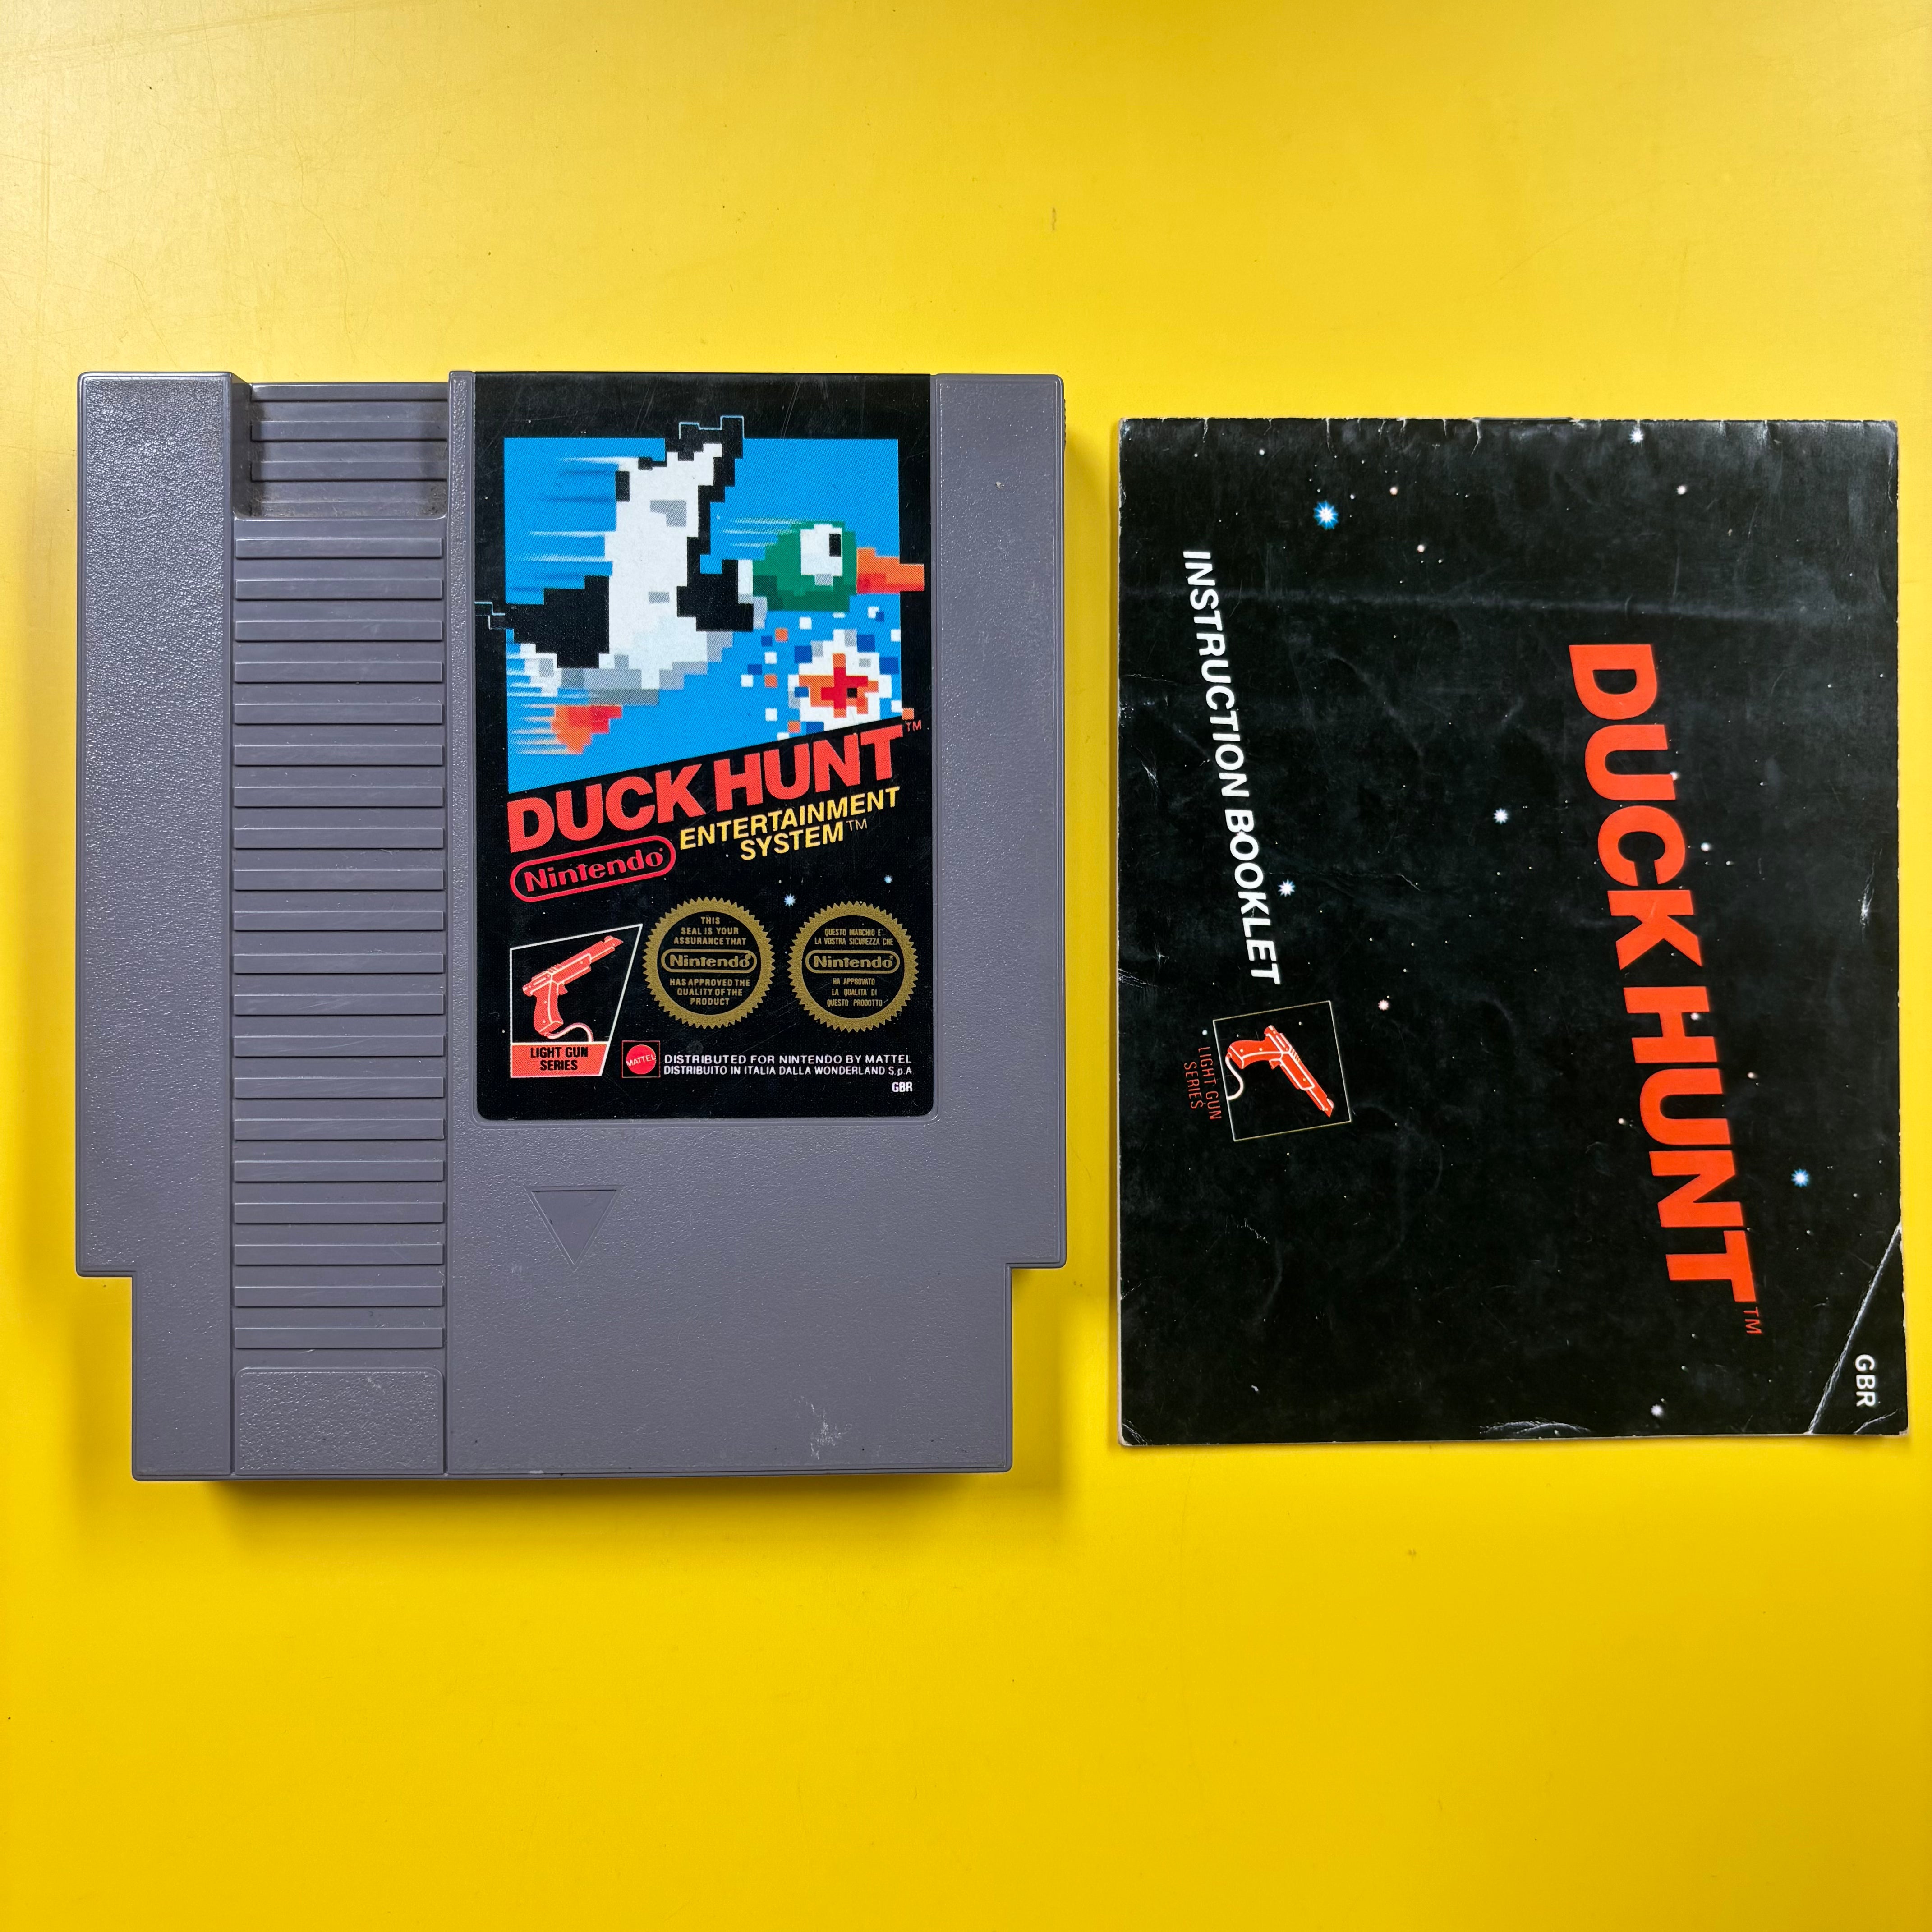 DUCK HUNT™
ENTERTAINMENT
SYSTEM™
Nintendo®
THIS
SEAL IS YOUR
ASSURANCE THAT
Nintendo®
HAS APPROVED THE
QUALITY OF THE
PRODUCT
QUESTO MARCHIO E'
LA VOSTRA SICUREZZA CHE
Nintendo®
HA APPROVATO
LA QUALITA DI
QUESTO PRODOTTO
LIGHT GUN
SERIES
MATTEL
DISTRIBUTED FOR NINTENDO BY MATTEL
DISTRIBUITO IN ITALIA DALLA WONDERLAND S.p.A.
GBR
GBR
DUCK HUNT™
INSTRUCTION BOOKLET
LIGHT GUN
SERIES